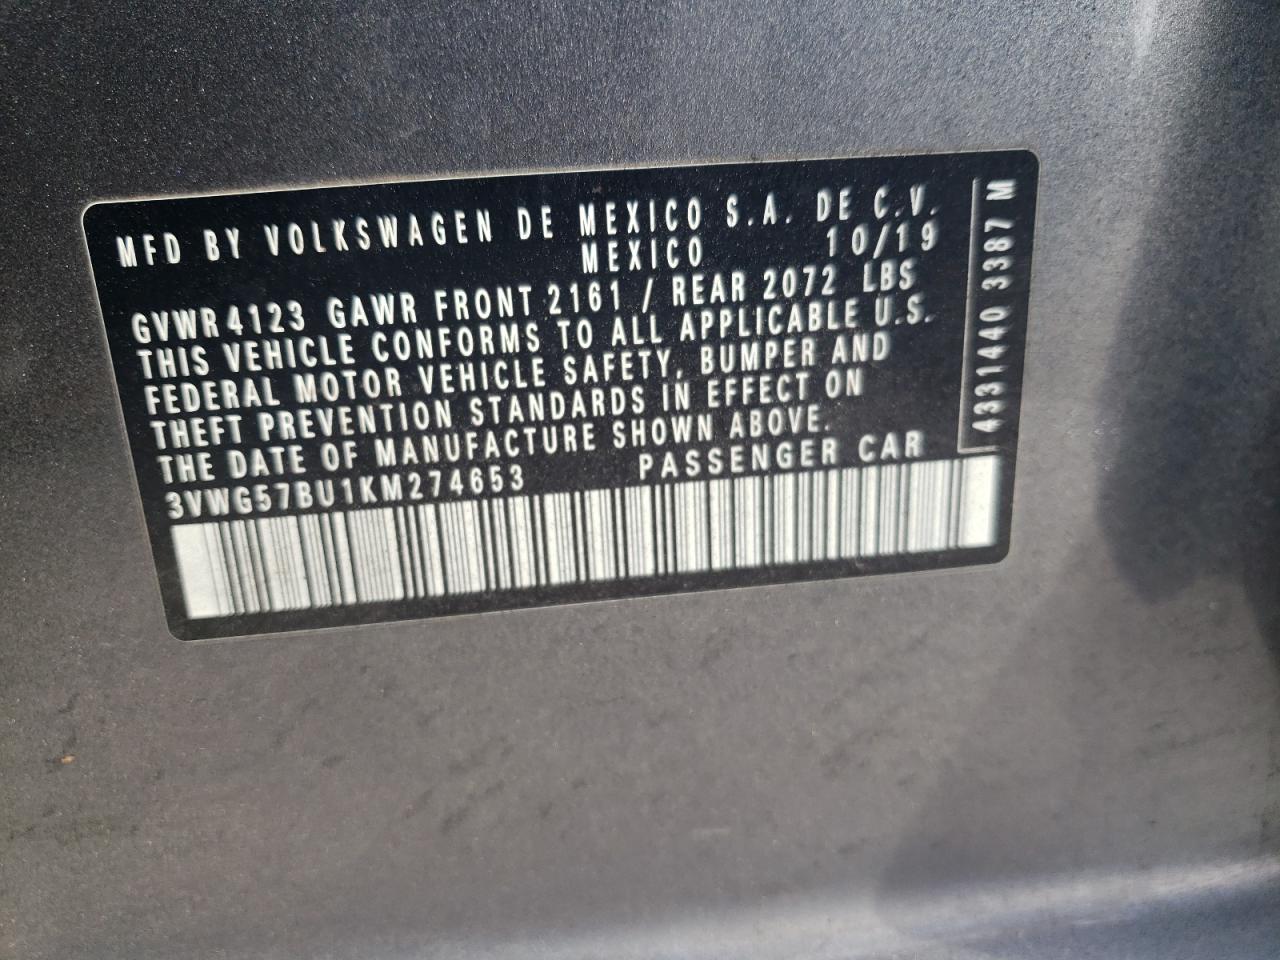 MFD BY VOLKSWAGEN DE MEXICO S.A. DE C.V.
MEXICO 10/19
GVWR 4123 GAWR FRONT 2161 / REAR 2072 LBS
THIS VEHICLE CONFORMS TO ALL APPLICABLE U.S.
FEDERAL MOTOR VEHICLE SAFETY, BUMPER AND
THEFT PREVENTION STANDARDS IN EFFECT ON
THE DATE OF MANUFACTURE SHOWN ABOVE.
3VWG57BU1KM274653 PASSENGER CAR
4331440 3387 M